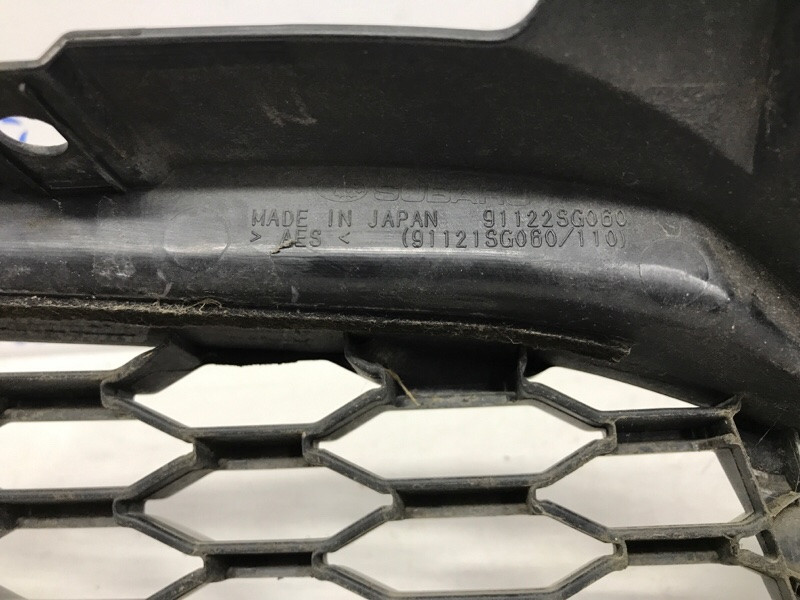 SUBARU
MADE IN JAPAN 91122SG060
> AES < (91121SG060/110)